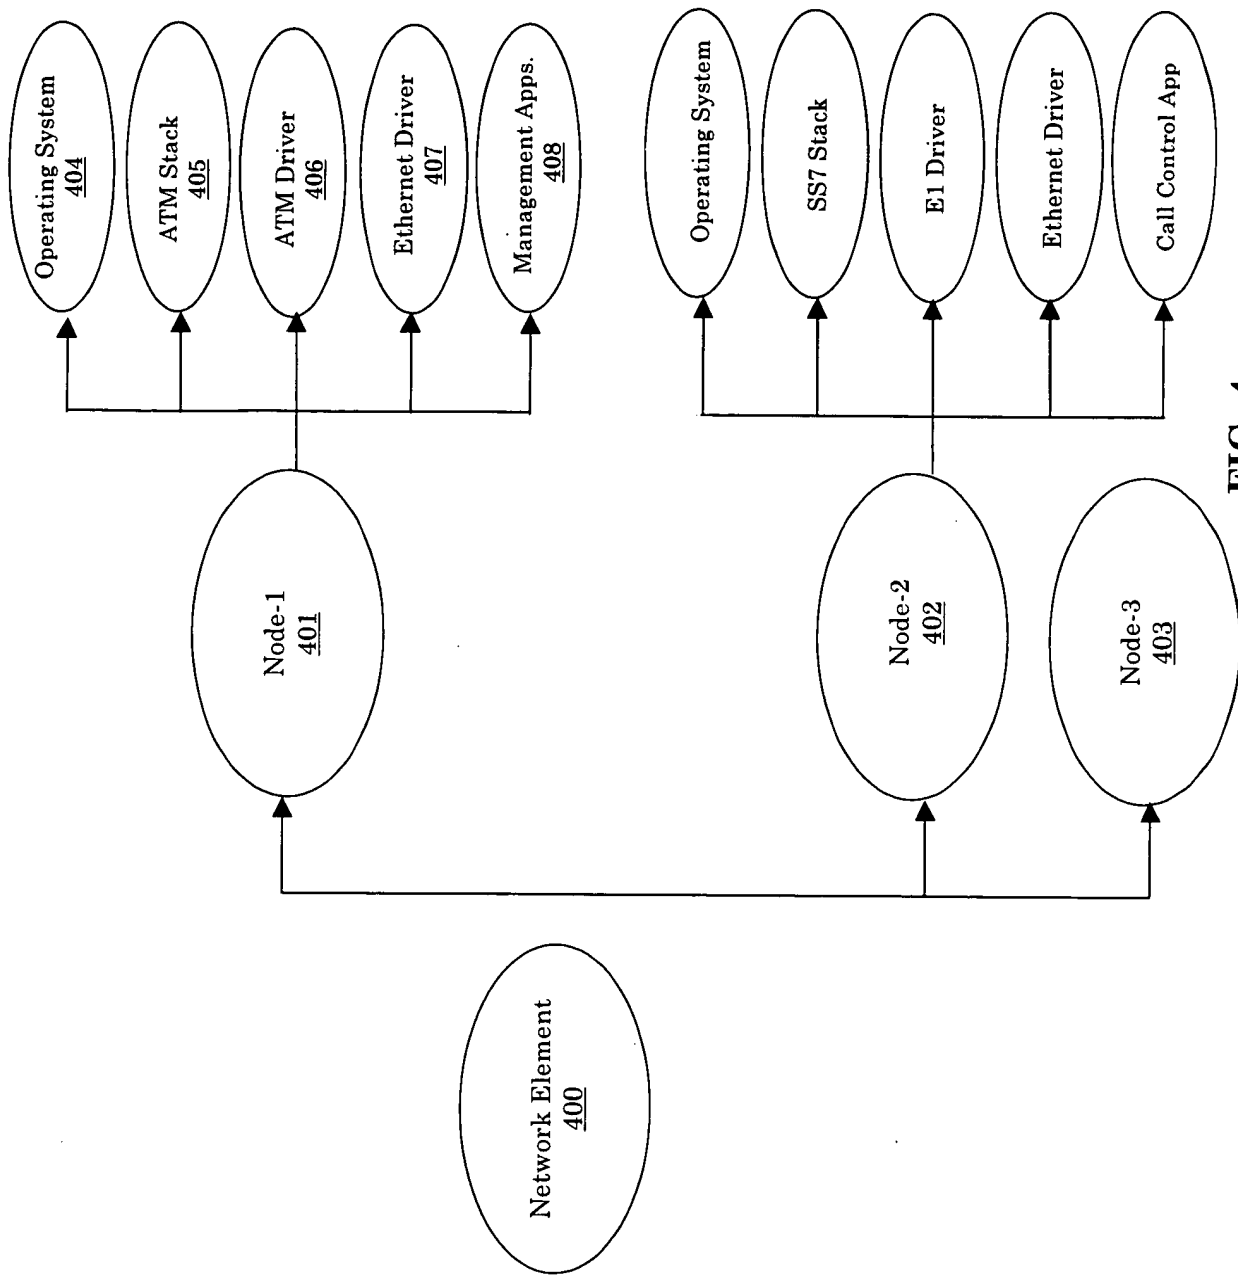 Network Element
400
Node-1
401
Node-2
402
Node-3
403
Operating System
404
ATM Stack
405
ATM Driver
406
Ethernet Driver
407
Management Apps.
408
Operating System
SS7 Stack
E1 Driver
Ethernet Driver
Call Control App